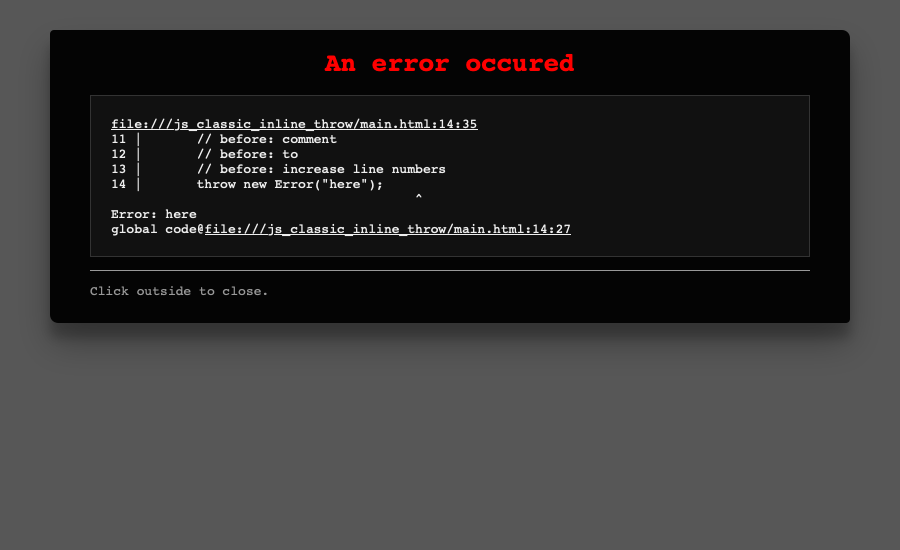 An error occured
file:///js_classic_inline_throw/main.html:14:35
11 |       // before: comment
12 |       // before: to
13 |       // before: increase line numbers
14 |       throw new Error("here");
                                       ^
Error: here
global code@file:///js_classic_inline_throw/main.html:14:27
Click outside to close.